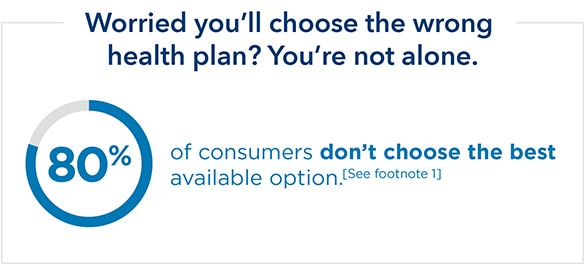 Worried you’ll choose the wrong
health plan? You’re not alone.
80%
of consumers don’t choose the best
available option.[See footnote 1]